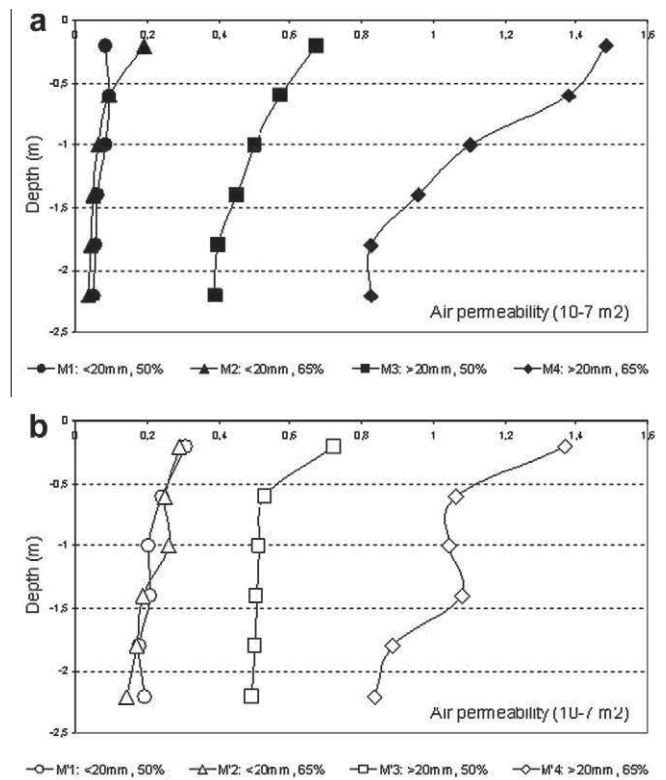 a
0 0,2 0,4 0,6 0,8 1 1,2 1,4 1,6
0
-0,5
-1
-1,5
-2
-2,5
Depth (m)
Air permeability (10-7 m2)
M1: <20mm, 50% M2: <20mm, 65% M3: >20mm, 50% M4: >20mm, 65%
b
0 0,2 0,4 0,6 0,8 1 1,2 1,4 1,6
0
-0,5
-1
-1,5
-2
-2,5
Depth (m)
Air permeability (10-7 m2)
M'1: <20mm, 50% M'2: <20mm, 65% M'3: >20mm, 50% M'4: >20mm, 65%